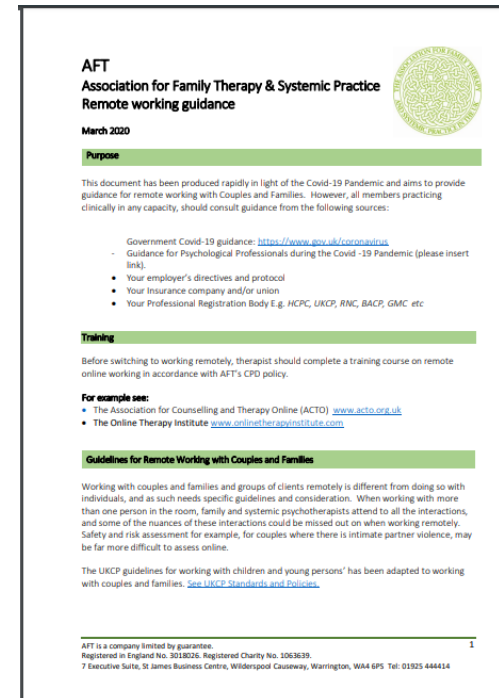 AFT
Association for Family Therapy & Systemic Practice
Remote working guidance
March 2020
THE ASSOCIATION FOR FAMILY THERAPY
AND SYSTEMIC PRACTICE IN THE UK
Purpose
This document has been produced rapidly in light of the Covid-19 Pandemic and aims to provide
guidance for remote working with Couples and Families.  However, all members practicing
clinically in any capacity, should consult guidance from the following sources:
Government Covid-19 guidance: https://www.gov.uk/coronavirus
- Guidance for Psychological Professionals during the Covid -19 Pandemic (please insert
link).
• Your employer's directives and protocol
• Your Insurance company and/or union
• Your Professional Registration Body E.g. HCPC, UKCP, RNC, BACP, GMC etc
Training
Before switching to working remotely, therapist should complete a training course on remote
online working in accordance with AFT's CPD policy.
For example see:
• The Association for Counselling and Therapy Online (ACTO) www.acto.org.uk
• The Online Therapy Institute www.onlinetherapyinstitute.com
Guidelines for Remote Working with Couples and Families
Working with couples and families and groups of clients remotely is different from doing so with
individuals, and as such needs specific guidelines and consideration.  When working with more
than one person in the room, family and systemic psychotherapists attend to all the interactions,
and some of the nuances of these interactions could be missed out on when working remotely.
Safety and risk assessment for example, for couples where there is intimate partner violence, may
be far more difficult to assess online.
The UKCP guidelines for working with children and young persons' has been adapted to working
with couples and families. See UKCP Standards and Policies.
AFT is a company limited by guarantee.
1
Registered in England No. 3018026. Registered Charity No. 1063639.
7 Executive Suite, St James Business Centre, Wilderspool Causeway, Warrington, WA4 6PS Tel: 01925 444414